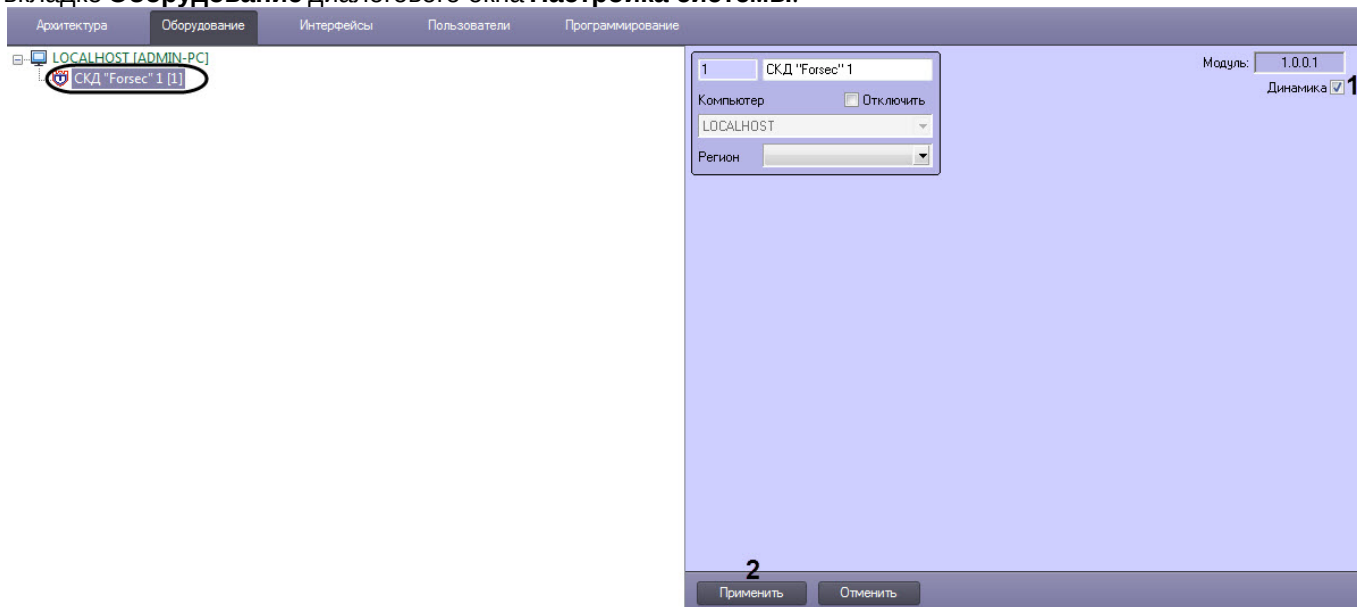 вкладке Оборудование диалогового окна Настройка системы.
Архитектура Оборудование Интерфейсы Пользователи Программирование
LOCALHOST [ADMIN-PC]
СКД "Forsec" 1 [1]
1 СКД "Forsec" 1
Компьютер Отключить
LOCALHOST
Регион
Модуль: 1.0.0.1
Динамика 1
2
Применить Отменить